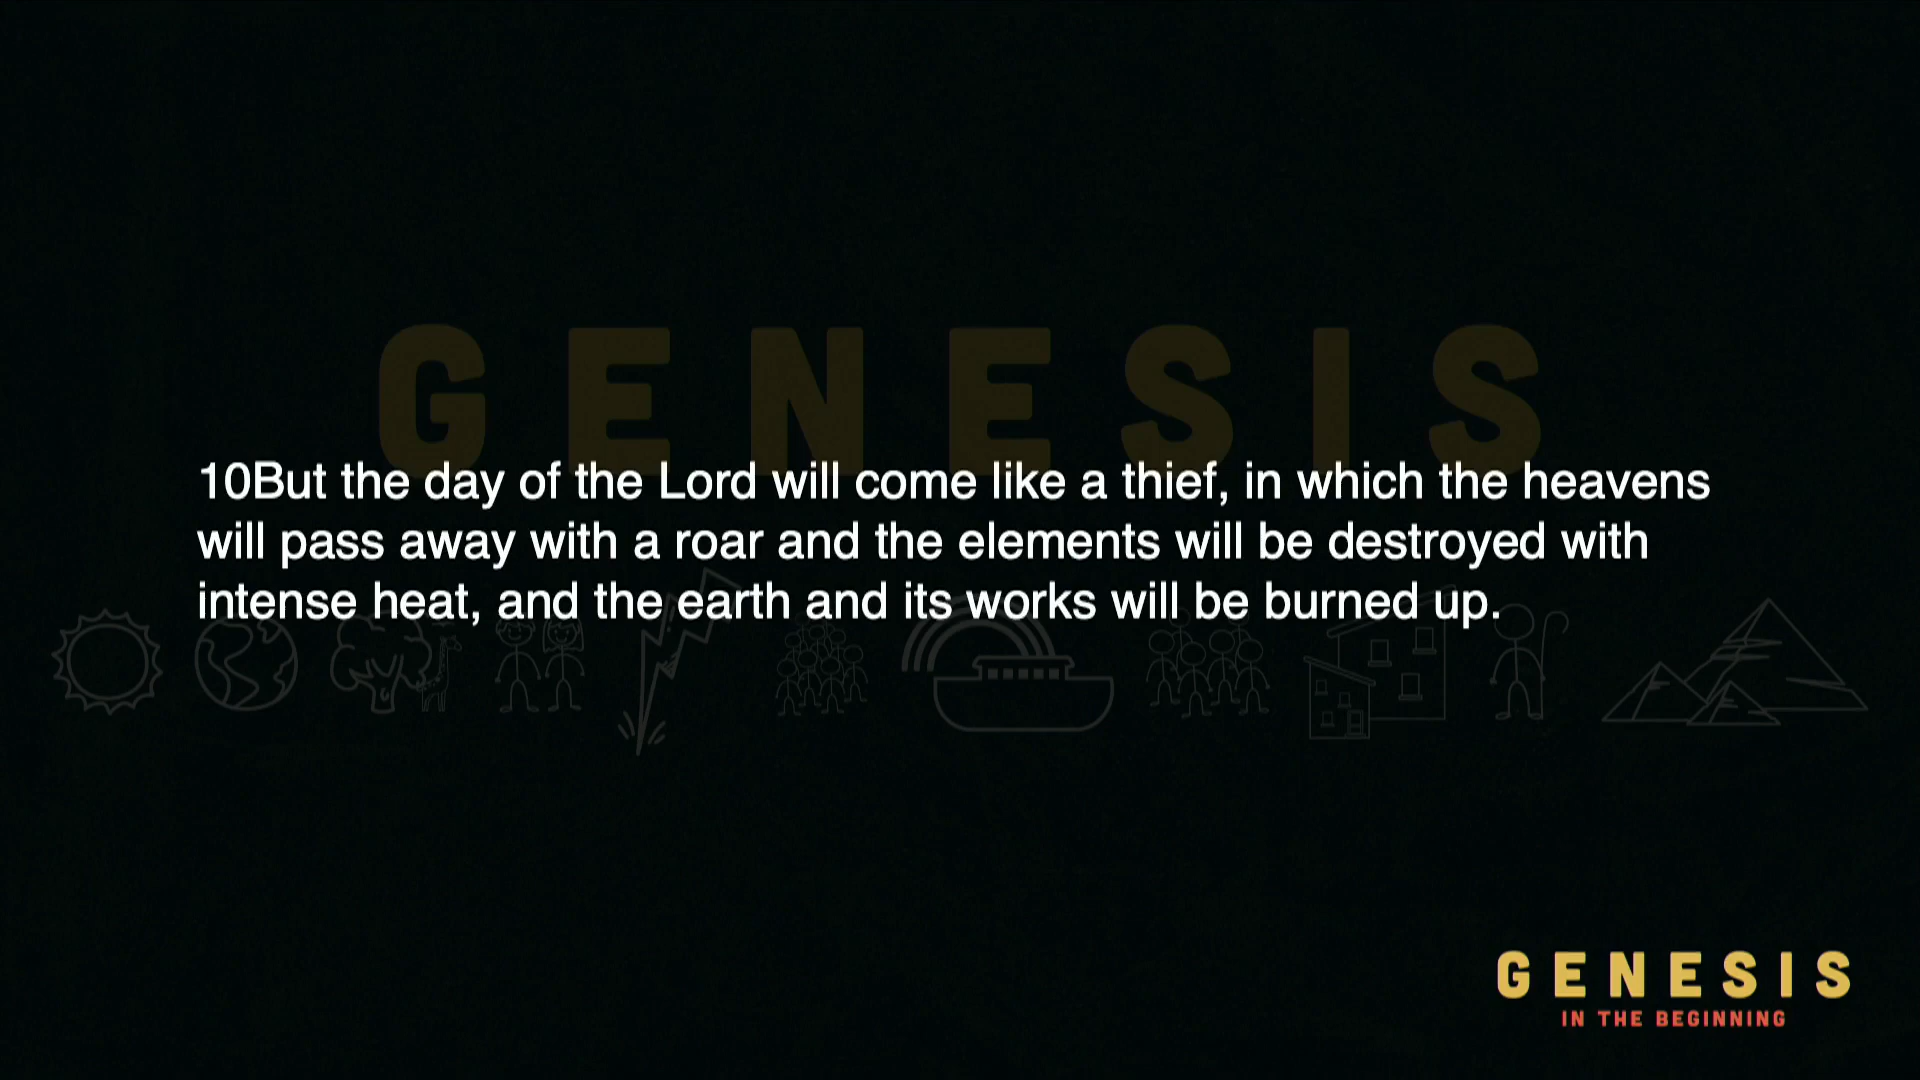 GENESIS
10But the day of the Lord will come like a thief, in which the heavens
will pass away with a roar and the elements will be destroyed with
intense heat, and the earth and its works will be burned up.
GENESIS
IN THE BEGINNING